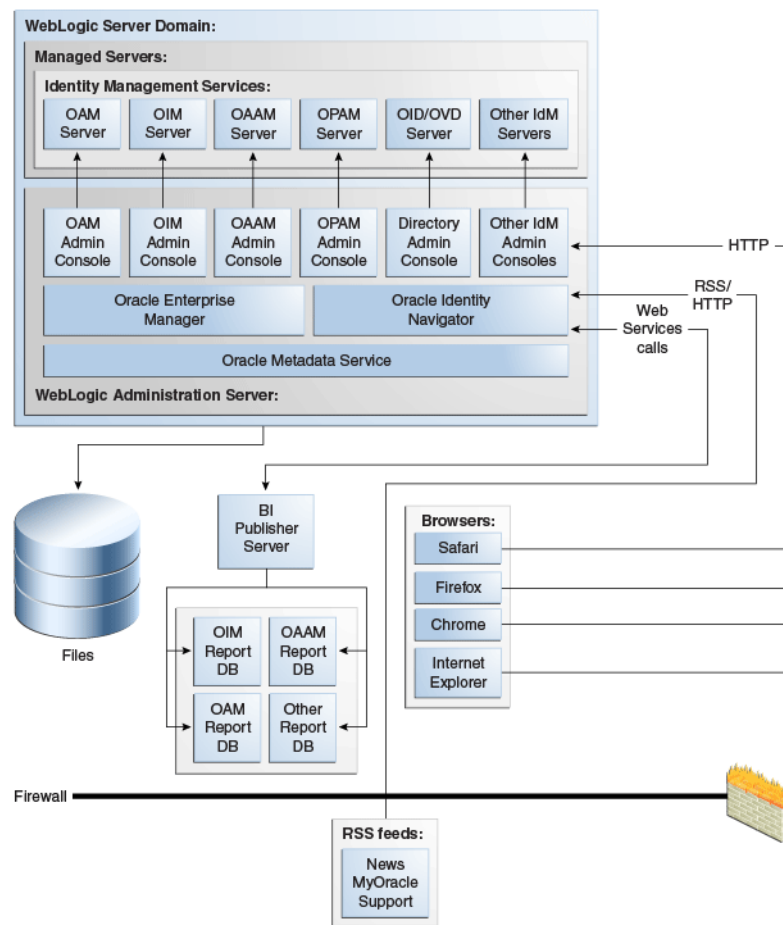 WebLogic Server Domain:
Managed Servers:
Identity Management Services:
OAM
Server
OIM
Server
OAAM
Server
OPAM
Server
OID/OVD
Server
Other IdM
Servers
OAM
Admin
Console
OIM
Admin
Console
OAAM
Admin
Console
OPAM
Admin
Console
Directory
Admin
Console
Other IdM
Admin
Consoles
HTTP
Oracle Enterprise
Manager
Oracle Identity
Navigator
RSS/
HTTP
Web
Services
calls
Oracle Metadata Service
WebLogic Administration Server:
Files
BI
Publisher
Server
OIM
Report
DB
OAAM
Report
DB
OAM
Report
DB
Other
Report
DB
Browsers:
Safari
Firefox
Chrome
Internet
Explorer
Firewall
RSS feeds:
News
MyOracle
Support